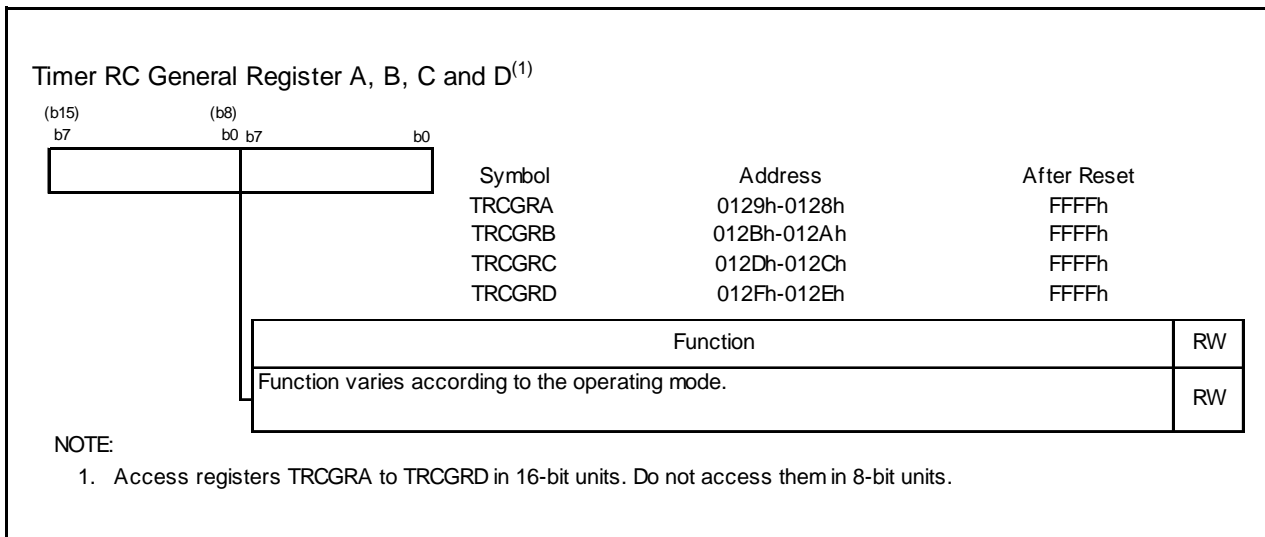 Timer RC General Register A, B, C and D(1)
(b15) (b8)
b7 b0 b7 b0
Symbol Address After Reset
TRCGRA 0129h-0128h FFFFh
TRCGRB 012Bh-012Ah FFFFh
TRCGRC 012Dh-012Ch FFFFh
TRCGRD 012Fh-012Eh FFFFh
Function RW
Function varies according to the operating mode. RW
NOTE:
1. Access registers TRCGRA to TRCGRD in 16-bit units. Do not access them in 8-bit units.